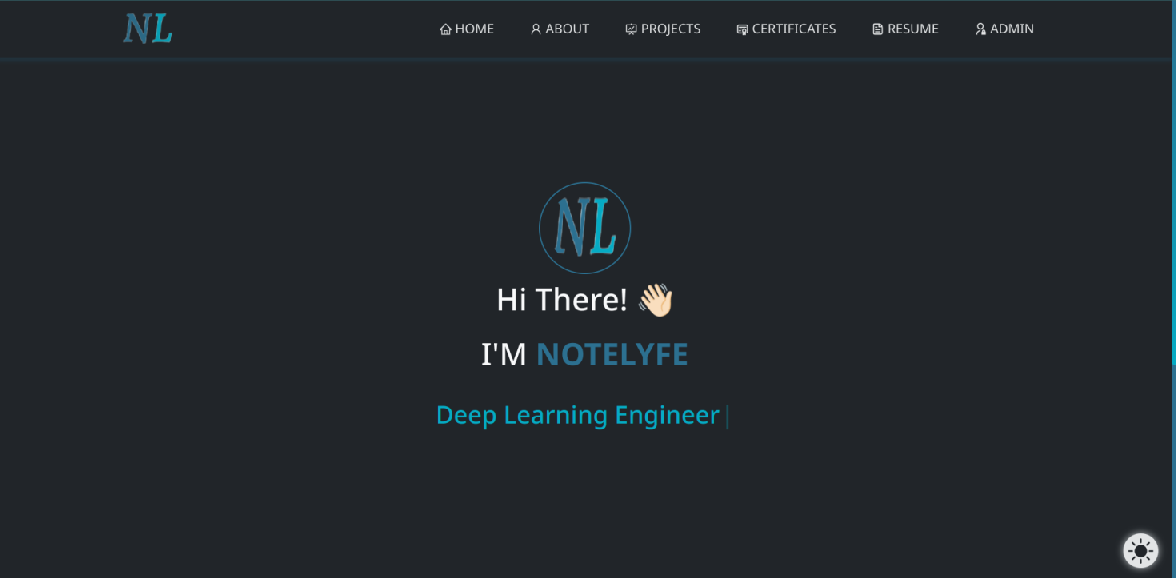 NL
HOME ABOUT PROJECTS CERTIFICATES RESUME ADMIN
NL
Hi There! 👋🏻
I'M NOTELYFE
Deep Learning Engineer|